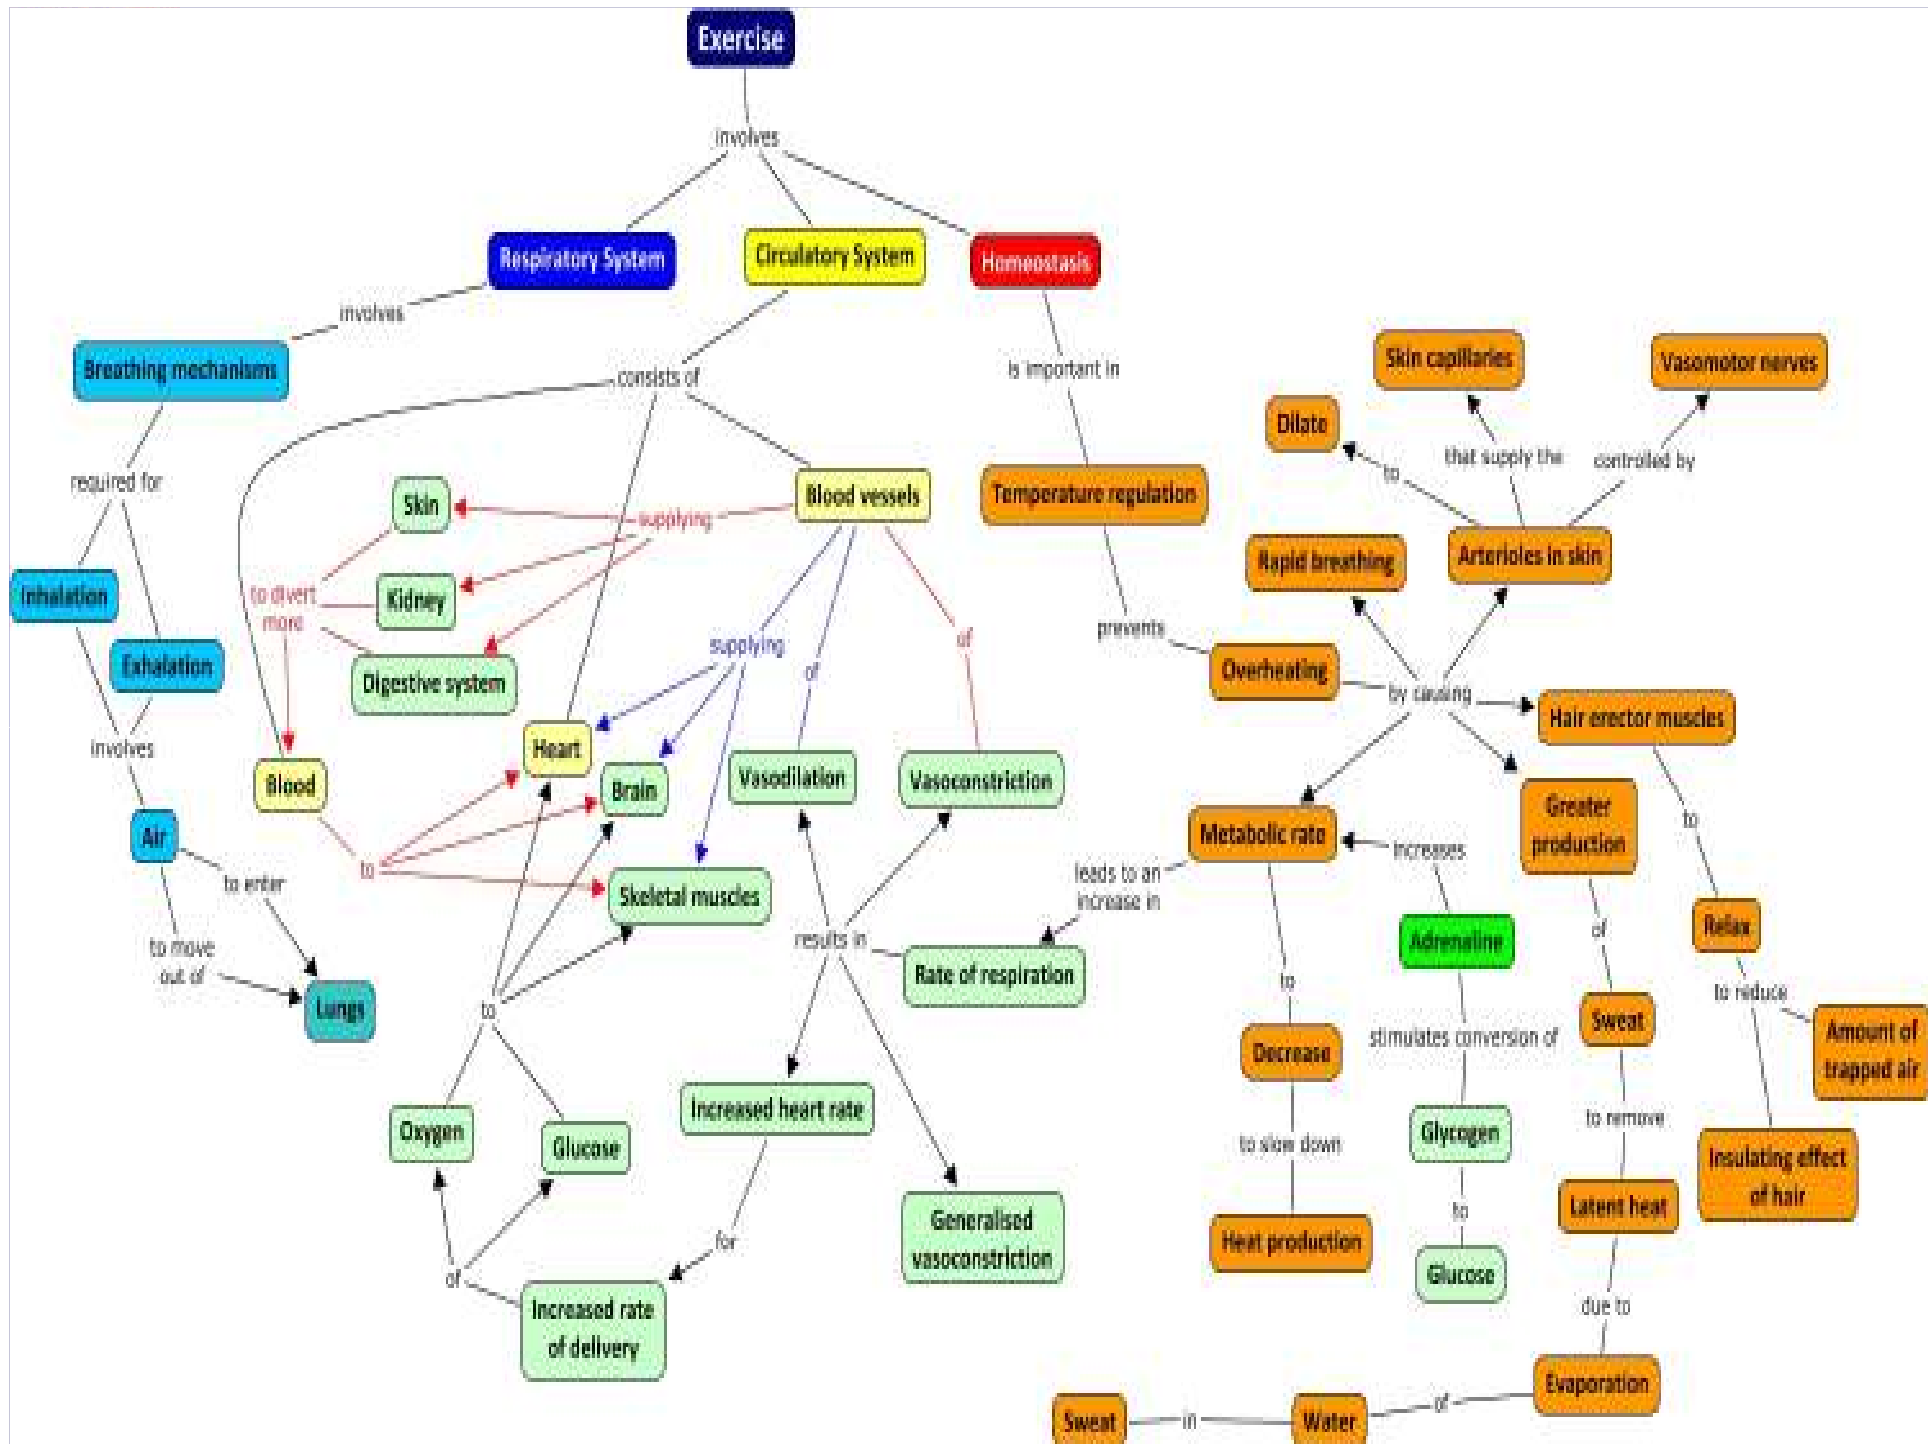 Exercise
involves
Respiratory System
Circulatory System
Homeostasis
involves
Breathing mechanisms
consists of
is important in
Skin capillaries
Vasomotor nerves
Dilate
that supply the
controlled by
to
required for
Skin
supplying
Blood vessels
Temperature regulation
Rapid breathing
Arterioles in skin
Inhalation
to divert
more
Kidney
Exhalation
Digestive system
supplying
of
of
prevents
Overheating
by causing
Hair erector muscles
involves
Blood
Heart
Brain
Vasodilation
Vasoconstriction
Air
to
Metabolic rate
Greater
production
to
to enter
Skeletal muscles
leads to an
increase in
increases
to move
out of
results in
Rate of respiration
Adrenaline
of
Relax
Lungs
to
to
stimulates conversion of
Sweat
to reduce
Amount of
trapped air
Decrease
Increased heart rate
Oxygen
Glucose
to slow down
Glycogen
to remove
Insulating effect
of hair
Generalised
vasoconstriction
for
Heat production
to
Latent heat
of
Increased rate
of delivery
Glucose
due to
Evaporation
Sweat
in
Water
of